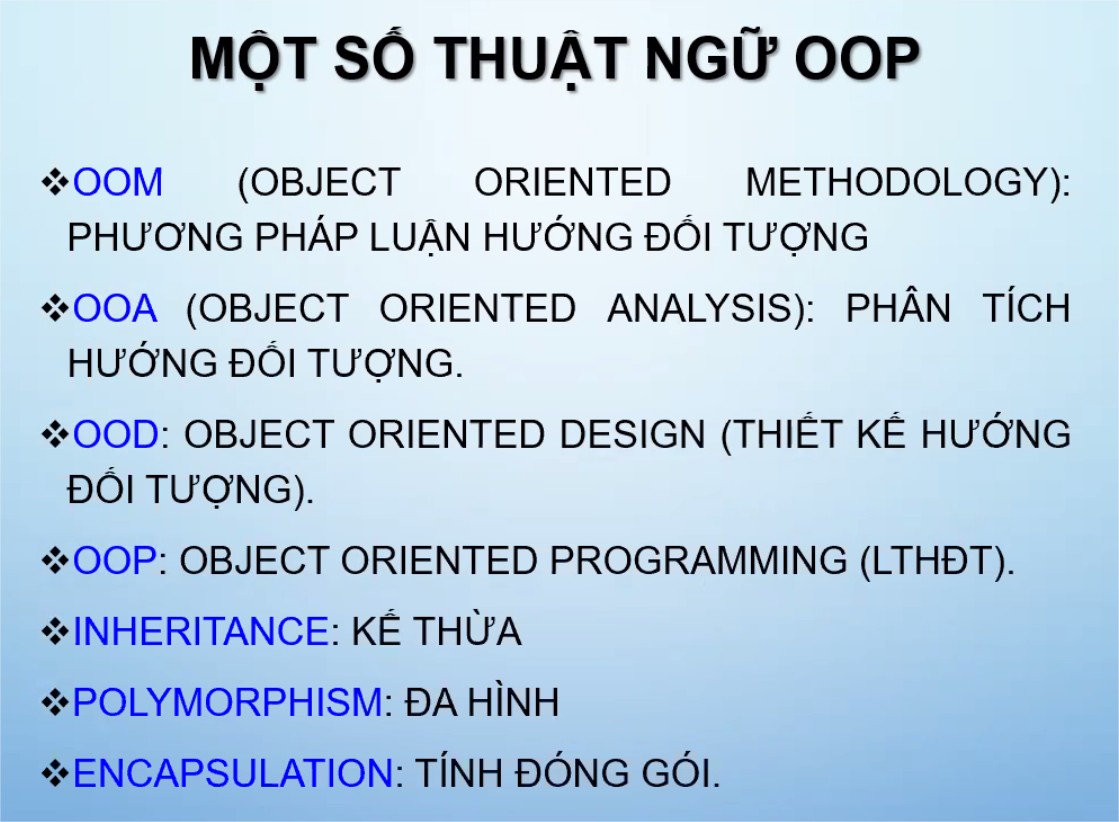 MỘT SỐ THUẬT NGỮ OOP
❖OOM (OBJECT ORIENTED METHODOLOGY):
PHƯƠNG PHÁP LUẬN HƯỚNG ĐỐI TƯỢNG
❖OOA (OBJECT ORIENTED ANALYSIS): PHÂN TÍCH
HƯỚNG ĐỐI TƯỢNG.
❖OOD: OBJECT ORIENTED DESIGN (THIẾT KẾ HƯỚNG
ĐỐI TƯỢNG).
❖OOP: OBJECT ORIENTED PROGRAMMING (LTHĐT).
❖INHERITANCE: KẾ THỪA
❖POLYMORPHISM: ĐA HÌNH
❖ENCAPSULATION: TÍNH ĐÓNG GÓI.